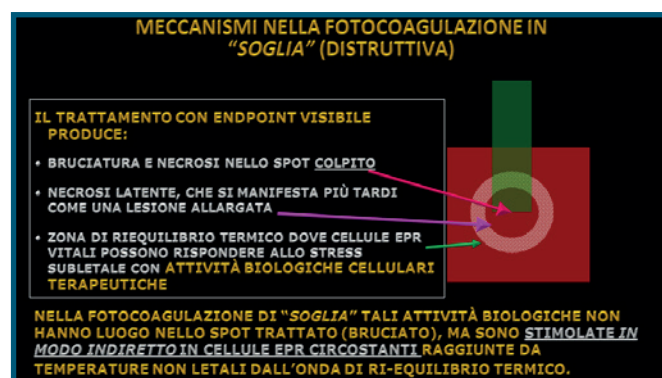 MECCANISMI NELLA FOTOCOAGULAZIONE IN
"SOGLIA" (DISTRUTTIVA)
IL TRATTAMENTO CON ENDPOINT VISIBILE
PRODUCE:
• BRUCIATURA E NECROSI NELLO SPOT COLPITO
• NECROSI LATENTE, CHE SI MANIFESTA PIÙ TARDI
COME UNA LESIONE ALLARGATA
• ZONA DI RIEQUILIBRIO TERMICO DOVE CELLULE EPR
VITALI POSSONO RISPONDERE ALLO STRESS
SUBLETALE CON ATTIVITÀ BIOLOGICHE CELLULARI
TERAPEUTICHE
NELLA FOTOCOAGULAZIONE DI "SOGLIA" TALI ATTIVITÀ BIOLOGICHE NON
HANNO LUOGO NELLO SPOT TRATTATO (BRUCIATO), MA SONO STIMOLATE IN
MODO INDIRETTO IN CELLULE EPR CIRCOSTANTI RAGGIUNTE DA
TEMPERATURE NON LETALI DALL'ONDA DI RI-EQUILIBRIO TERMICO.